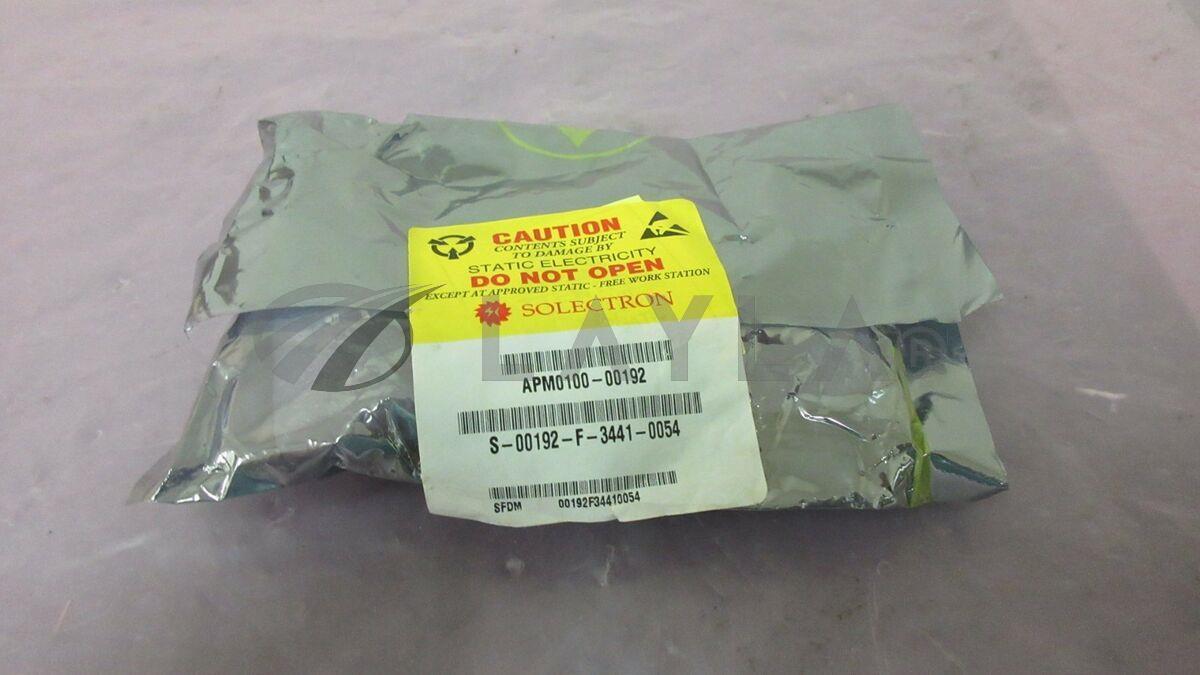 CAUTION
CONTENTS SUBJECT
TO DAMAGE BY
STATIC ELECTRICITY
DO NOT OPEN
EXCEPT AT APPROVED STATIC - FREE WORK STATION
SOLECTRON
LAYLA
APM0100-00192
S-00192-F-3441-0054
SFDM 00192F34410054